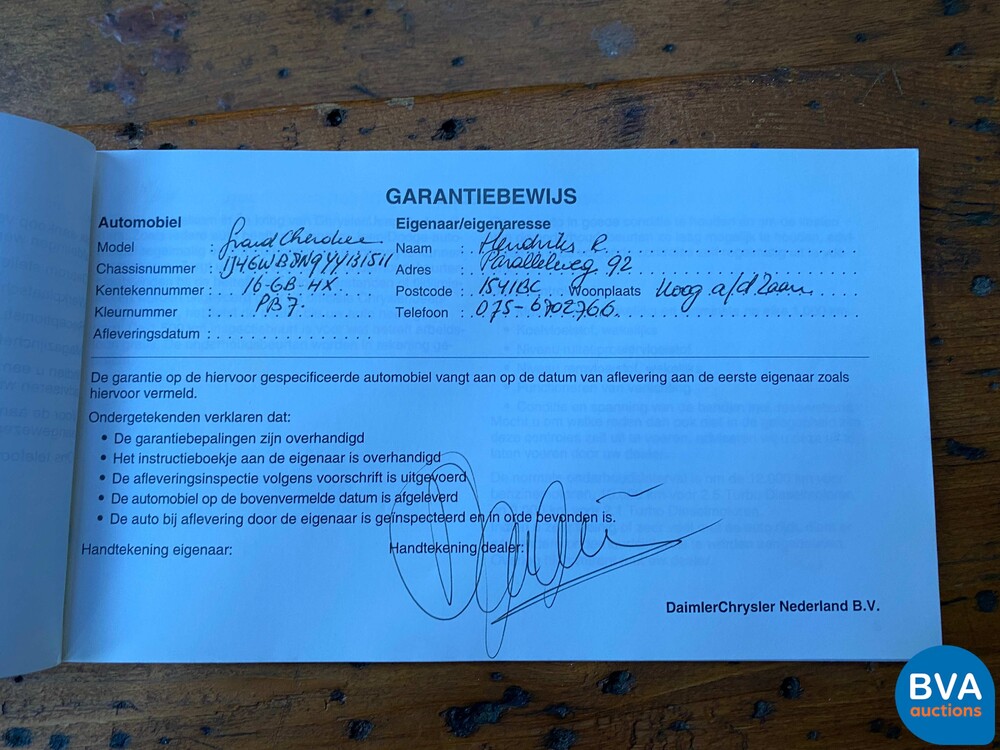 BVA
auctions
GARANTIEBEWIJS
Automobiel
Model : Grand Cherokee
Chassisnummer : 1J46WB8N9YY131511
Kentekennummer : 16-GB-HX
Kleurnummer : PB7.
Afleveringsdatum :
Eigenaar/eigenaresse
Naam : Hendriks R
Adres : Parallelweg 92
Postcode : 1541BC Woonplaats Koog a/d Zaan
Telefoon : 075-6702766
De garantie op de hiervoor gespecificeerde automobiel vangt aan op de datum van aflevering aan de eerste eigenaar zoals
hiervoor vermeld.
Ondergetekenden verklaren dat:
• De garantiebepalingen zijn overhandigd
• Het instructieboekje aan de eigenaar is overhandigd
• De afleveringsinspectie volgens voorschrift is uitgevoerd
• De automobiel op de bovenvermelde datum is afgeleverd
• De auto bij aflevering door de eigenaar is geïnspecteerd en in orde bevonden is.
Handtekening eigenaar: Handtekening dealer:
DaimlerChrysler Nederland B.V.
BVA
auctions